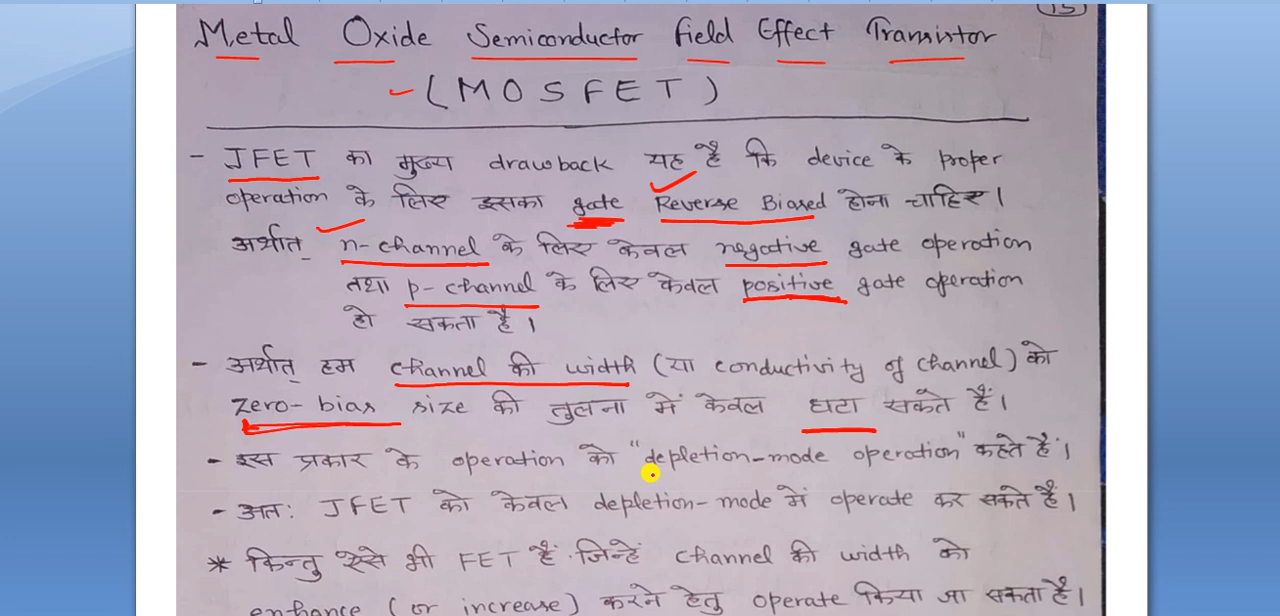 Metal Oxide Semiconductor Field Effect Transistor
(MOSFET)
- JFET का मुख्य drawback यह है कि device के proper
operation के लिए इसका gate Reverse Biased होना चाहिए।
अर्थात् n-channel के लिए केवल negative gate operation
तथा p-channel के लिए केवल positive gate operation
हो सकता है।
- अर्थात् हम channel की width (या conductivity of channel) को
zero-bias size की तुलना में केवल घटा सकते हैं।
- इस प्रकार के operation को "depletion-mode operation" कहते हैं।
- अतः JFET को केवल depletion-mode में operate कर सकते हैं।
* किन्तु ऐसे भी FET हैं जिन्हें channel की width को
enhance (or increase) करने हेतु operate किया जा सकता है।